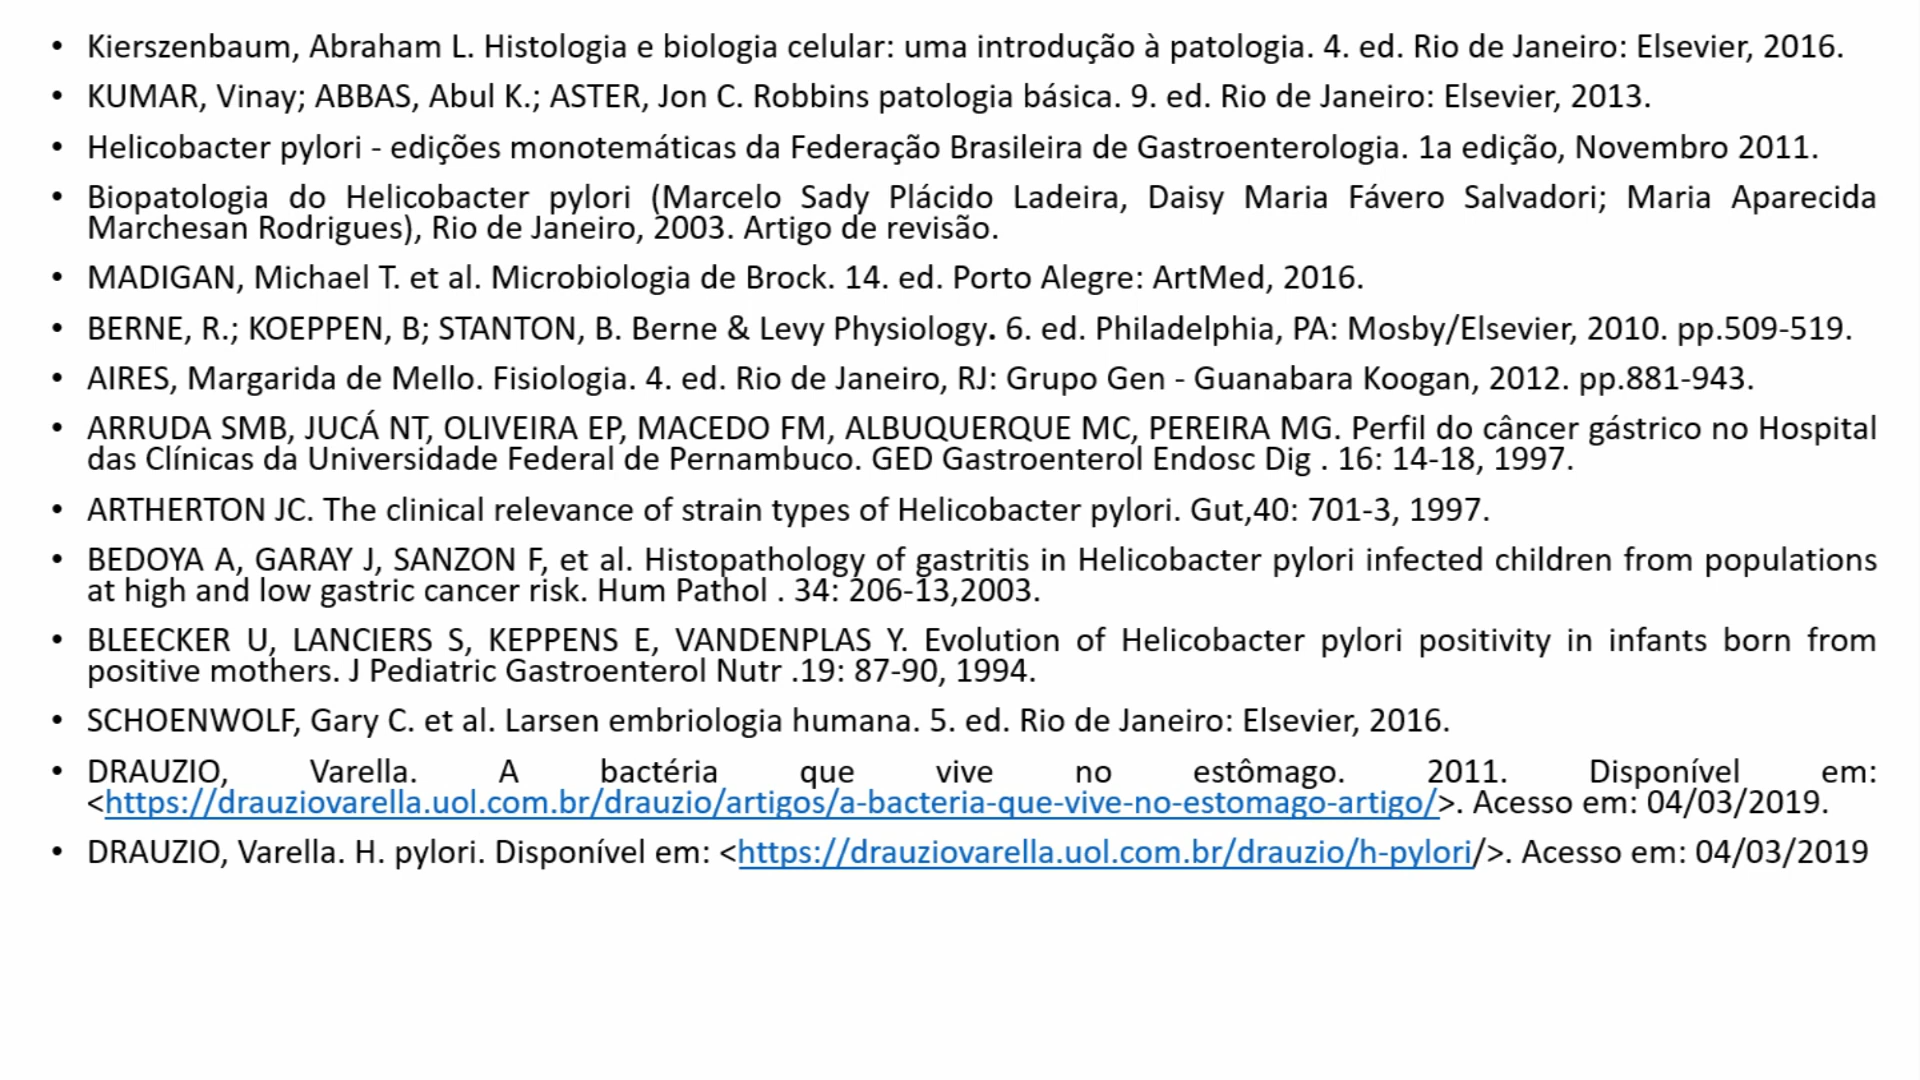 • Kierszenbaum, Abraham L. Histologia e biologia celular: uma introdução à patologia. 4. ed. Rio de Janeiro: Elsevier, 2016.
• KUMAR, Vinay; ABBAS, Abul K.; ASTER, Jon C. Robbins patologia básica. 9. ed. Rio de Janeiro: Elsevier, 2013.
• Helicobacter pylori - edições monotemáticas da Federação Brasileira de Gastroenterologia. 1a edição, Novembro 2011.
• Biopatologia do Helicobacter pylori (Marcelo Sady Plácido Ladeira, Daisy Maria Fávero Salvadori; Maria Aparecida
Marchesan Rodrigues), Rio de Janeiro, 2003. Artigo de revisão.
• MADIGAN, Michael T. et al. Microbiologia de Brock. 14. ed. Porto Alegre: ArtMed, 2016.
• BERNE, R.; KOEPPEN, B; STANTON, B. Berne & Levy Physiology. 6. ed. Philadelphia, PA: Mosby/Elsevier, 2010. pp.509-519.
• AIRES, Margarida de Mello. Fisiologia. 4. ed. Rio de Janeiro, RJ: Grupo Gen - Guanabara Koogan, 2012. pp.881-943.
• ARRUDA SMB, JUCÁ NT, OLIVEIRA EP, MACEDO FM, ALBUQUERQUE MC, PEREIRA MG. Perfil do câncer gástrico no Hospital
das Clínicas da Universidade Federal de Pernambuco. GED Gastroenterol Endosc Dig . 16: 14-18, 1997.
• ARTHERTON JC. The clinical relevance of strain types of Helicobacter pylori. Gut,40: 701-3, 1997.
• BEDOYA A, GARAY J, SANZON F, et al. Histopathology of gastritis in Helicobacter pylori infected children from populations
at high and low gastric cancer risk. Hum Pathol . 34: 206-13,2003.
• BLEECKER U, LANCIERS S, KEPPENS E, VANDENPLAS Y. Evolution of Helicobacter pylori positivity in infants born from
positive mothers. J Pediatric Gastroenterol Nutr .19: 87-90, 1994.
• SCHOENWOLF, Gary C. et al. Larsen embriologia humana. 5. ed. Rio de Janeiro: Elsevier, 2016.
• DRAUZIO, Varella. A bactéria que vive no estômago. 2011. Disponível em:
<https://drauziovarella.uol.com.br/drauzio/artigos/a-bacteria-que-vive-no-estomago-artigo/>. Acesso em: 04/03/2019.
• DRAUZIO, Varella. H. pylori. Disponível em: <https://drauziovarella.uol.com.br/drauzio/h-pylori/>. Acesso em: 04/03/2019